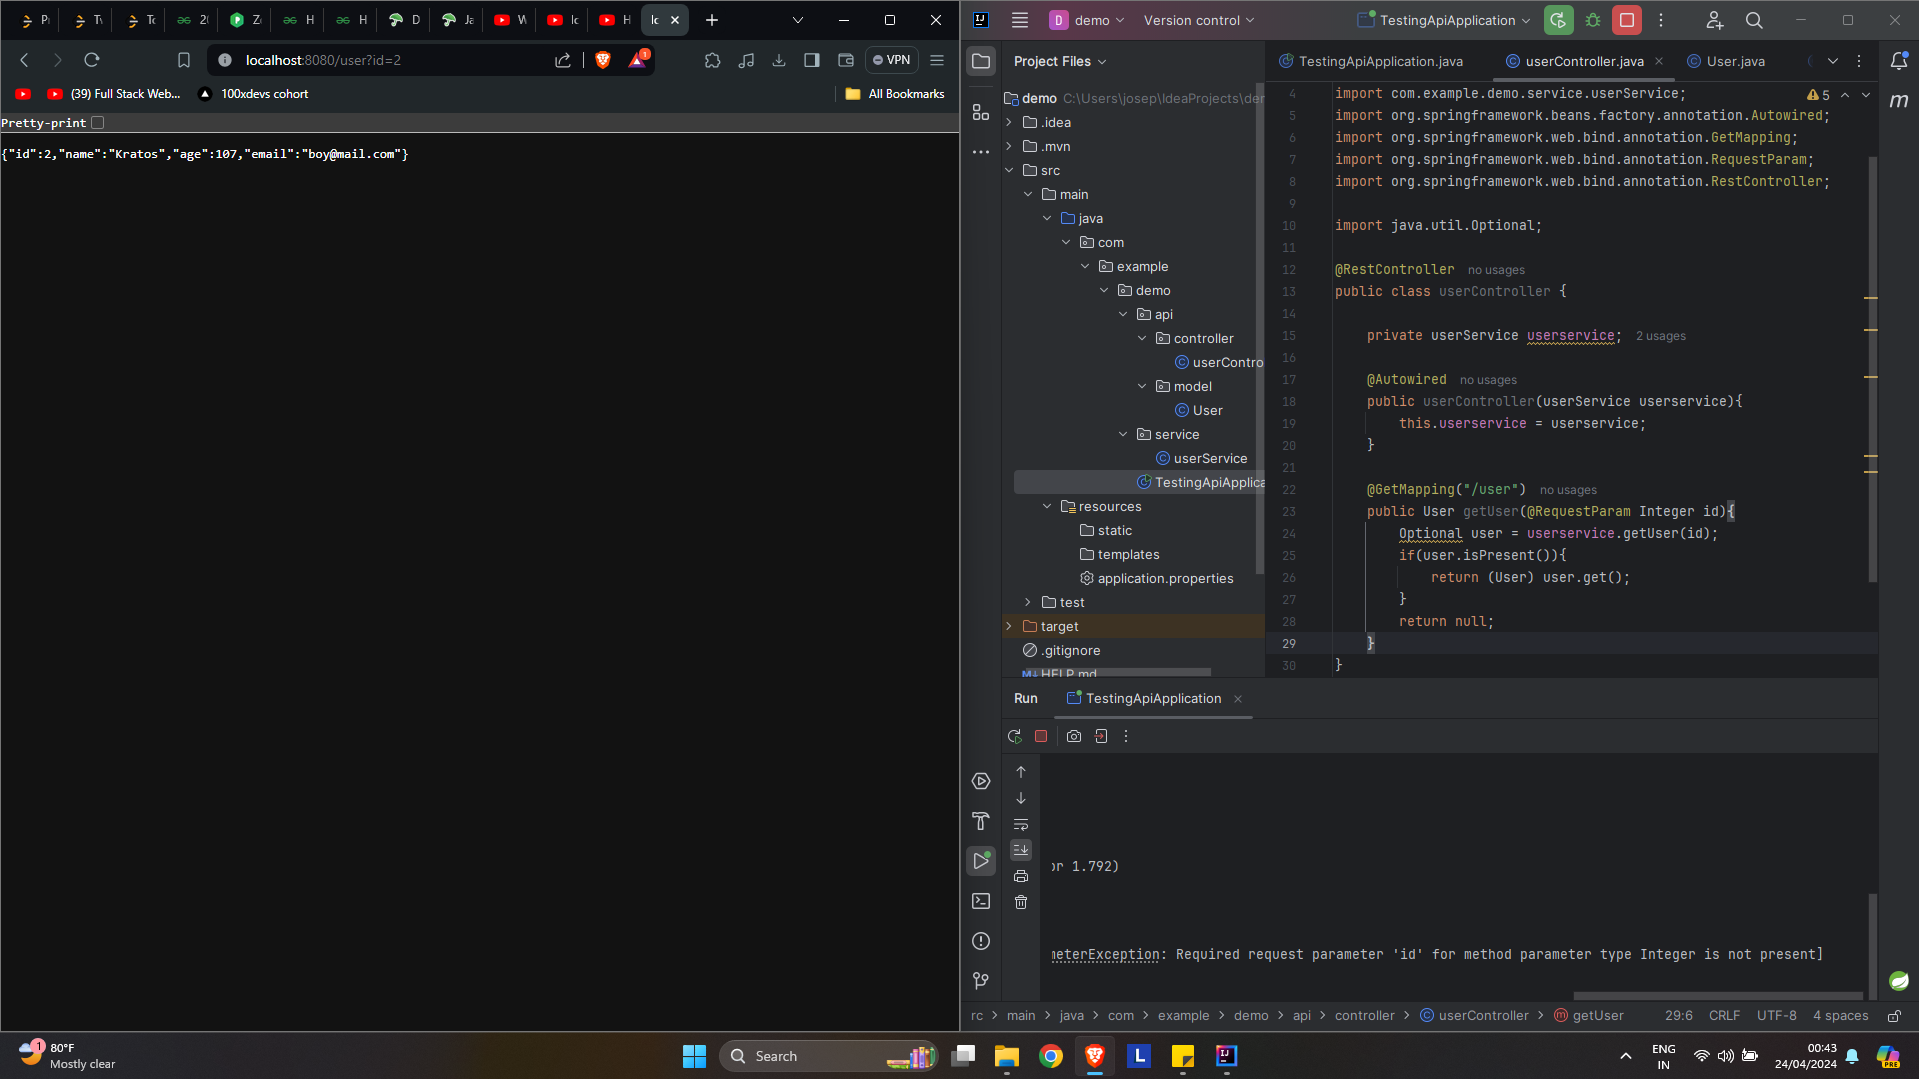 P
Tv
To
20
Ze
H
H
D
Ja
W
Ic
H
lc
localhost:8080/user?id=2
1
VPN
(39) Full Stack Web...
100xdevs cohort
All Bookmarks
Pretty-print
{"id":2,"name":"Kratos","age":107,"email":"boy@mail.com"}
D demo
Version control
TestingApiApplication
Project Files
TestingApiApplication.java
userController.java
User.java
demo C:\Users\josep\IdeaProjects\der
.idea
.mvn
src
main
java
com
example
demo
api
controller
userContro
model
User
service
userService
TestingApiApplica
resources
static
templates
application.properties
test
target
.gitignore
HELP.md
5
4 import com.example.demo.service.userService;
5 import org.springframework.beans.factory.annotation.Autowired;
6 import org.springframework.web.bind.annotation.GetMapping;
7 import org.springframework.web.bind.annotation.RequestParam;
8 import org.springframework.web.bind.annotation.RestController;
9
10 import java.util.Optional;
11
12 @RestController no usages
13 public class userController {
14
15 private userService userservice; 2 usages
16
17 @Autowired no usages
18 public userController(userService userservice){
19 this.userservice = userservice;
20 }
21
22 @GetMapping("/user") no usages
23 public User getUser(@RequestParam Integer id){
24 Optional user = userservice.getUser(id);
25 if(user.isPresent()){
26 return (User) user.get();
27 }
28 return null;
29 }
30 }
Run
TestingApiApplication
or 1.792)
meterException: Required request parameter 'id' for method parameter type Integer is not present]
rc > main > java > com > example > demo > api > controller > userController > getUser
29:6 CRLF UTF-8 4 spaces
1
80°F
Mostly clear
Search
L
ENG
IN
00:43
24/04/2024
PRE